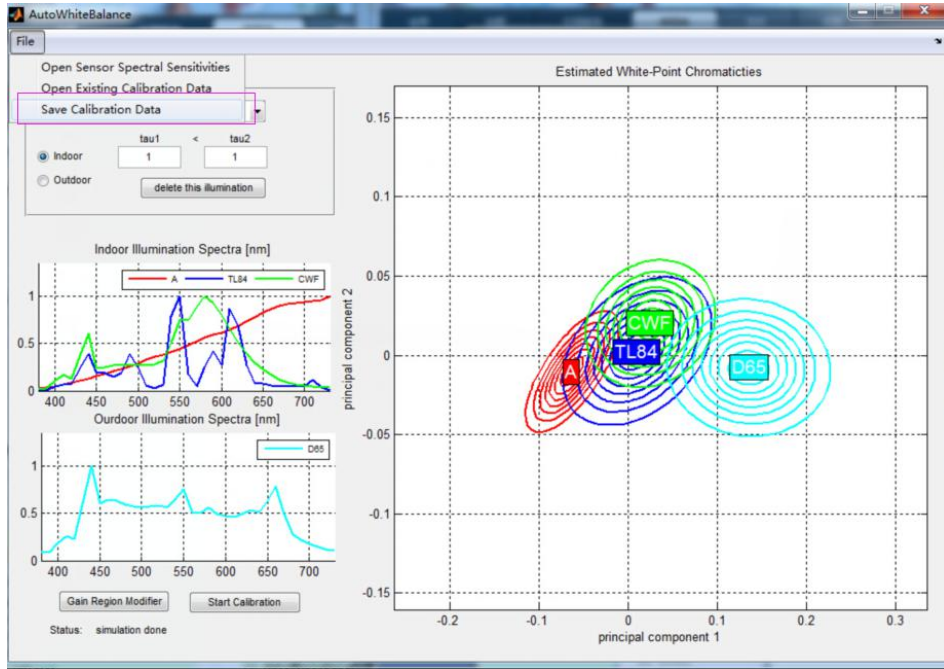 AutoWhiteBalance
File
Open Sensor Spectral Sensitivities
Open Existing Calibration Data
Save Calibration Data
tau1 < tau2
Indoor 1 1
Outdoor delete this illumination
Indoor Illumination Spectra [nm]
A TL84 CWF
1
0.5
0
400 450 500 550 600 650 700
Ourdoor Illumination Spectra [nm]
D65
1
0.5
0
400 450 500 550 600 650 700
Gain Region Modifier Start Calibration
Status: simulation done
Estimated White-Point Chromaticties
0.15
0.1
0.05
0
-0.05
-0.1
-0.15
principal component 2
CWF
TL84
A
D65
-0.2 -0.1 0 0.1 0.2 0.3
principal component 1